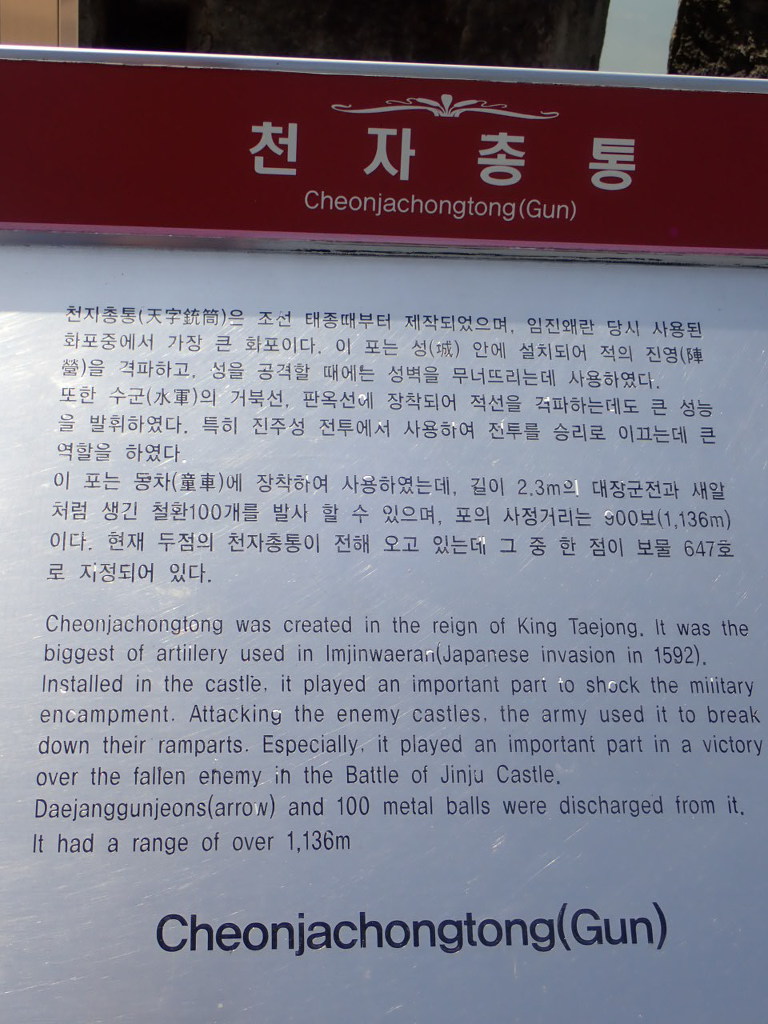 천 자 총 통
Cheonjachongtong(Gun)
천지총통(天字銃筒)은 조선 태종때부터 제작되었으며, 임진왜란 당시 사용된
화포중에서 가장 큰 화포이다. 이 포는 성(城) 안에 설치되어 적의 진영(陣
營)을 격파하고, 성을 공격할 때에는 성벽을 무너뜨리는데 사용하였다.
또한 수군(水軍)의 거북선, 판옥선에 장착되어 적선을 격파하는데도 큰 성능
을 발휘하였다. 특히 진주성 전투에서 사용하여 전투를 승리로 이끄는데 큰
역할을 하였다.
이 포는 동차(童車)에 장착하여 사용하였는데, 길이 2.3m의 대장군전과 새알
처럼 생긴 철환100개를 발사 할 수 있으며, 포의 사정거리는 900보(1,136m)
이다. 현재 두점의 천자총통이 전해 오고 있는데 그 중 한 점이 보물 647호
로 지정되어 있다.
Cheonjachongtong was created in the reign of King Taejong. It was the
biggest of artiilery used in Imjinwaeran(Japanese invasion in 1592).
Installed in the castle, it played an important part to shock the military
encampment. Attacking the enemy castles, the army used it to break
down their ramparts. Especially, it played an important part in a victory
over the fallen enemy in the Battle of Jinju Castle.
Daejanggunjeons(arrow) and 100 metal balls were discharged from it.
It had a range of over 1,136m
Cheonjachongtong(Gun)